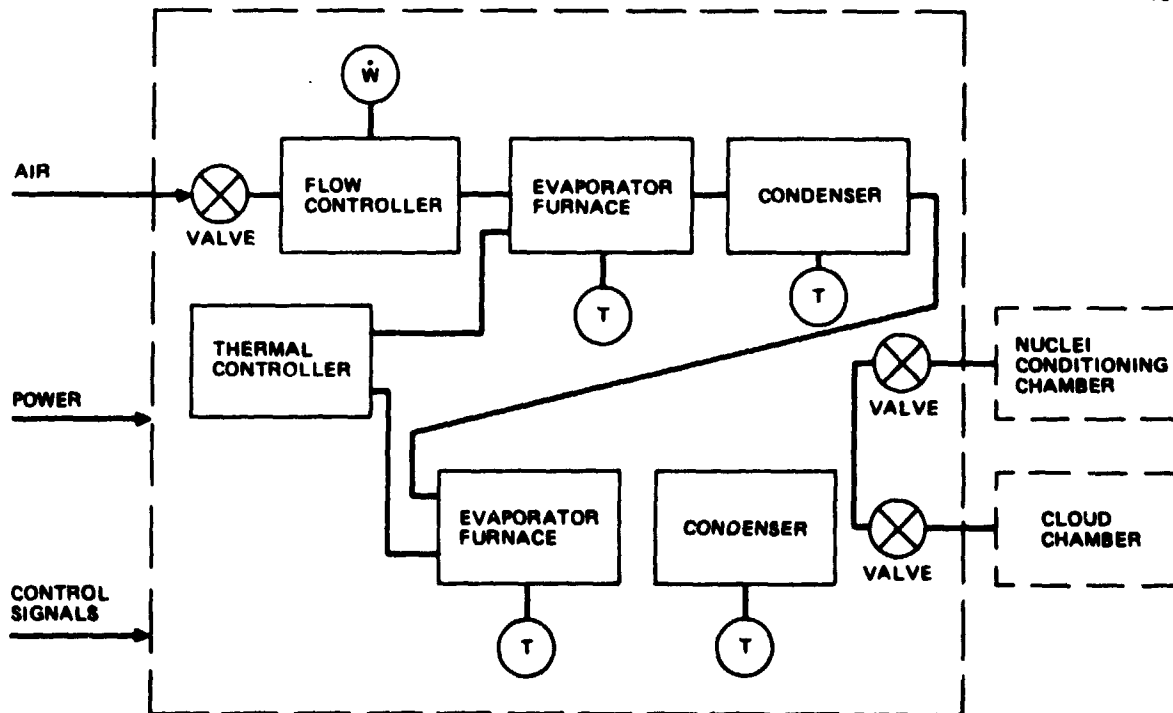 Ẇ
AIR
VALVE
FLOW
CONTROLLER
EVAPORATOR
FURNACE
CONDENSER
T
T
THERMAL
CONTROLLER
NUCLEI
CONDITIONING
CHAMBER
VALVE
POWER
EVAPORATOR
FURNACE
CONDENSER
CLOUD
CHAMBER
VALVE
CONTROL
SIGNALS
T
T